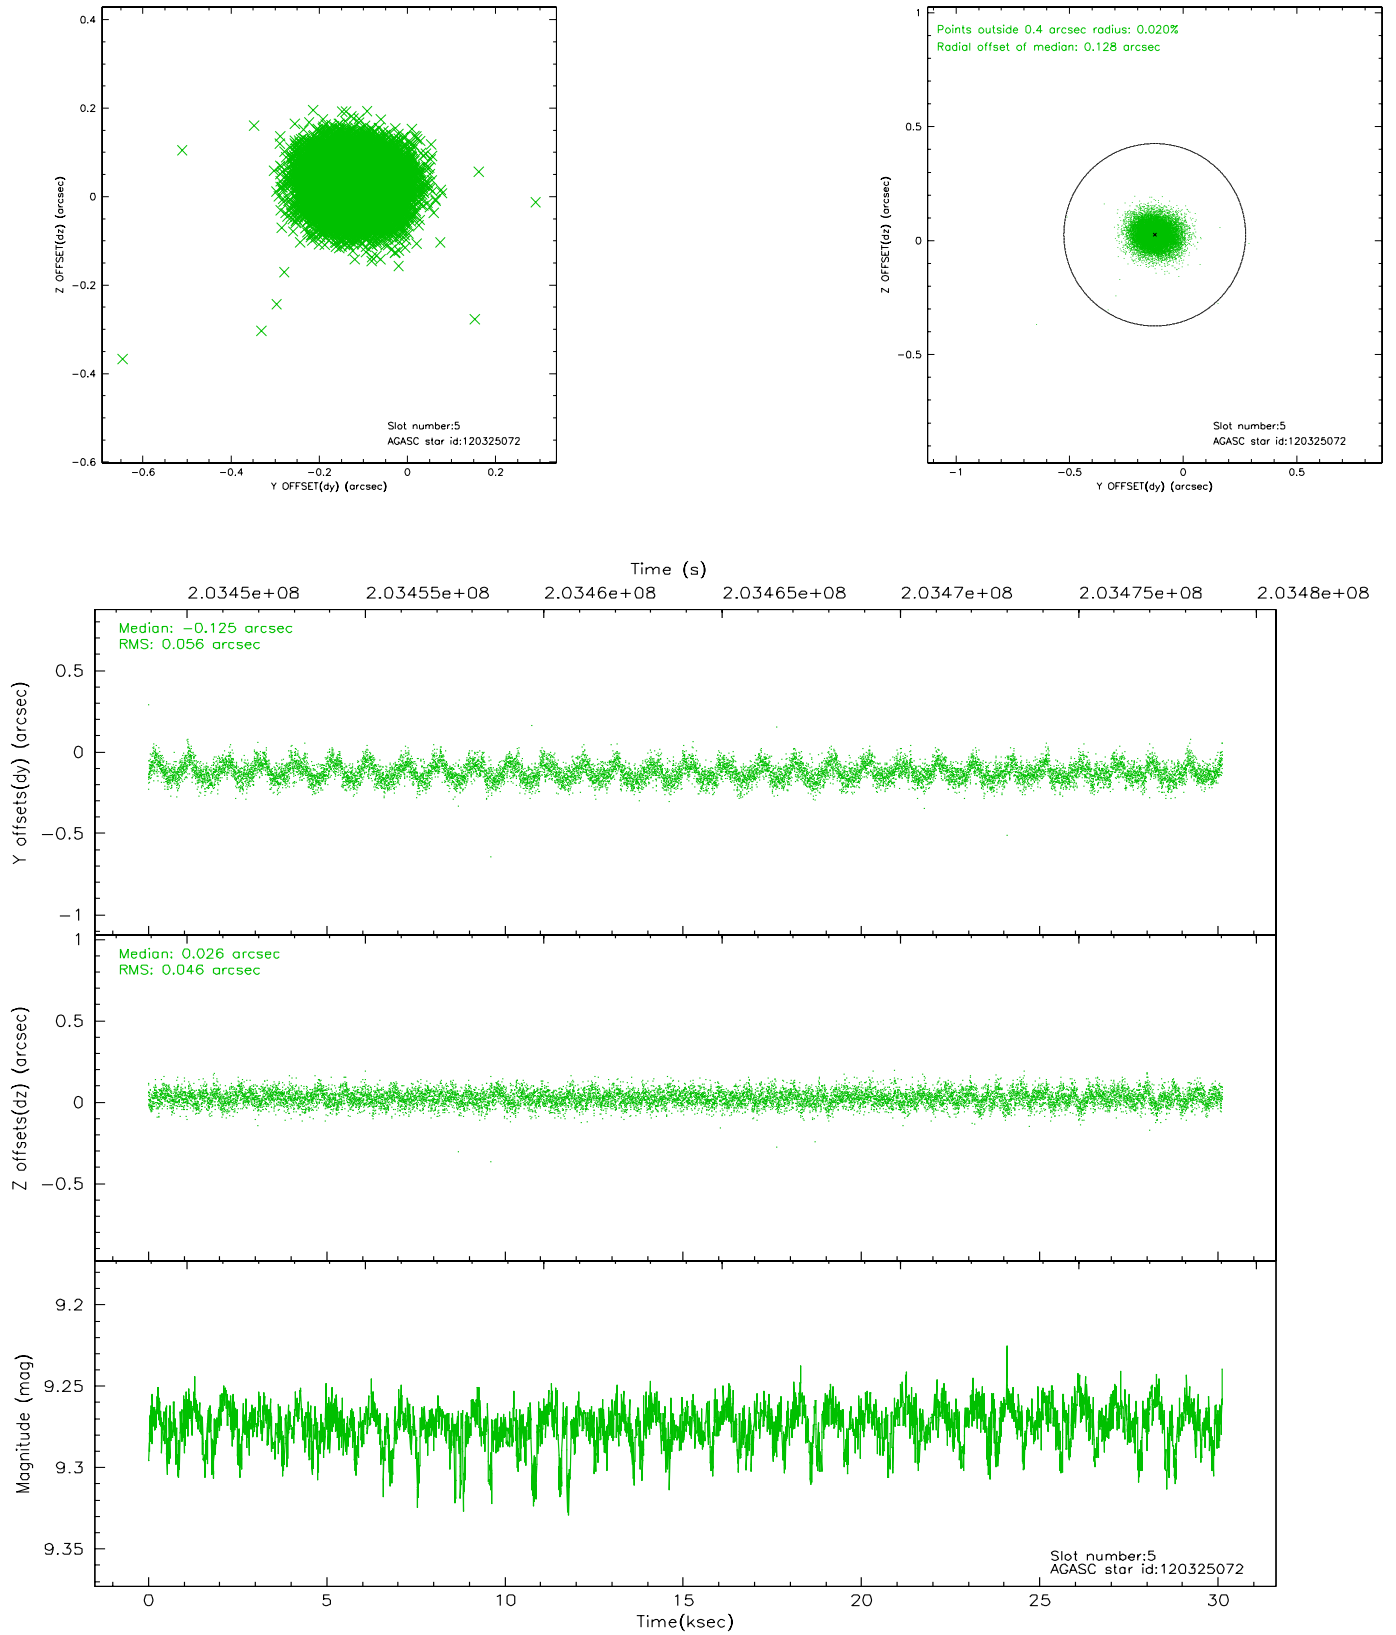 0.4
0.2
0
−0.2
−0.4
−0.6
Z OFFSET(dz) (arcsec)
Slot number:5
AGASC star id:120325072
−0.6 −0.4 −0.2 0 0.2
Y OFFSET(dy) (arcsec)
1
0.5
0
−0.5
Z OFFSET(dz) (arcsec)
Points outside 0.4 arcsec radius: 0.020%
Radial offset of median: 0.128 arcsec
Slot number:5
AGASC star id:120325072
−1 −0.5 0 0.5
Y OFFSET(dy) (arcsec)
Time (s)
2.0345e+08 2.03455e+08 2.0346e+08 2.03465e+08 2.0347e+08 2.03475e+08 2.0348e+08
Median: −0.125 arcsec
RMS: 0.056 arcsec
0.5
0
−0.5
−1
Y offsets(dy) (arcsec)
Median: 0.026 arcsec
RMS: 0.046 arcsec
1
0.5
0
−0.5
Z offsets(dz) (arcsec)
9.2
9.25
9.3
9.35
Magnitude (mag)
Slot number:5
AGASC star id:120325072
0 5 10 15 20 25 30
Time(ksec)